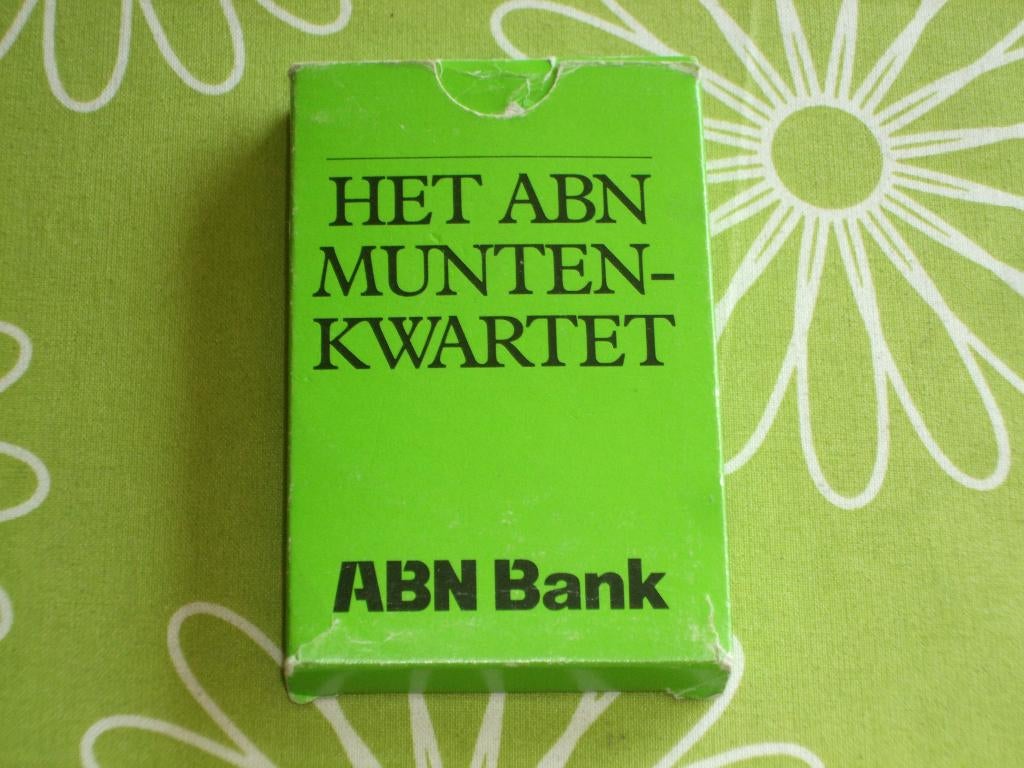 HET ABN
MUNTEN-
KWARTET
ABN Bank